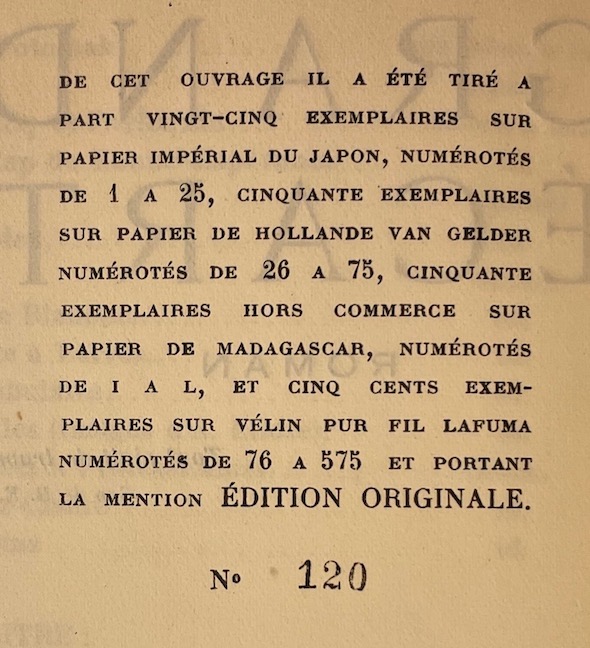 DE CET OUVRAGE IL A ÉTÉ TIRÉ A
PART VINGT-CINQ EXEMPLAIRES SUR
PAPIER IMPÉRIAL DU JAPON, NUMÉROTÉS
DE 1 A 25, CINQUANTE EXEMPLAIRES
SUR PAPIER DE HOLLANDE VAN GELDER
NUMÉROTÉS DE 26 A 75, CINQUANTE
EXEMPLAIRES HORS COMMERCE SUR
PAPIER DE MADAGASCAR, NUMÉROTÉS
DE I A L, ET CINQ CENTS EXEM-
PLAIRES SUR VÉLIN PUR FIL LAFUMA
NUMÉROTÉS DE 76 A 575 ET PORTANT
LA MENTION ÉDITION ORIGINALE.
Nº 120